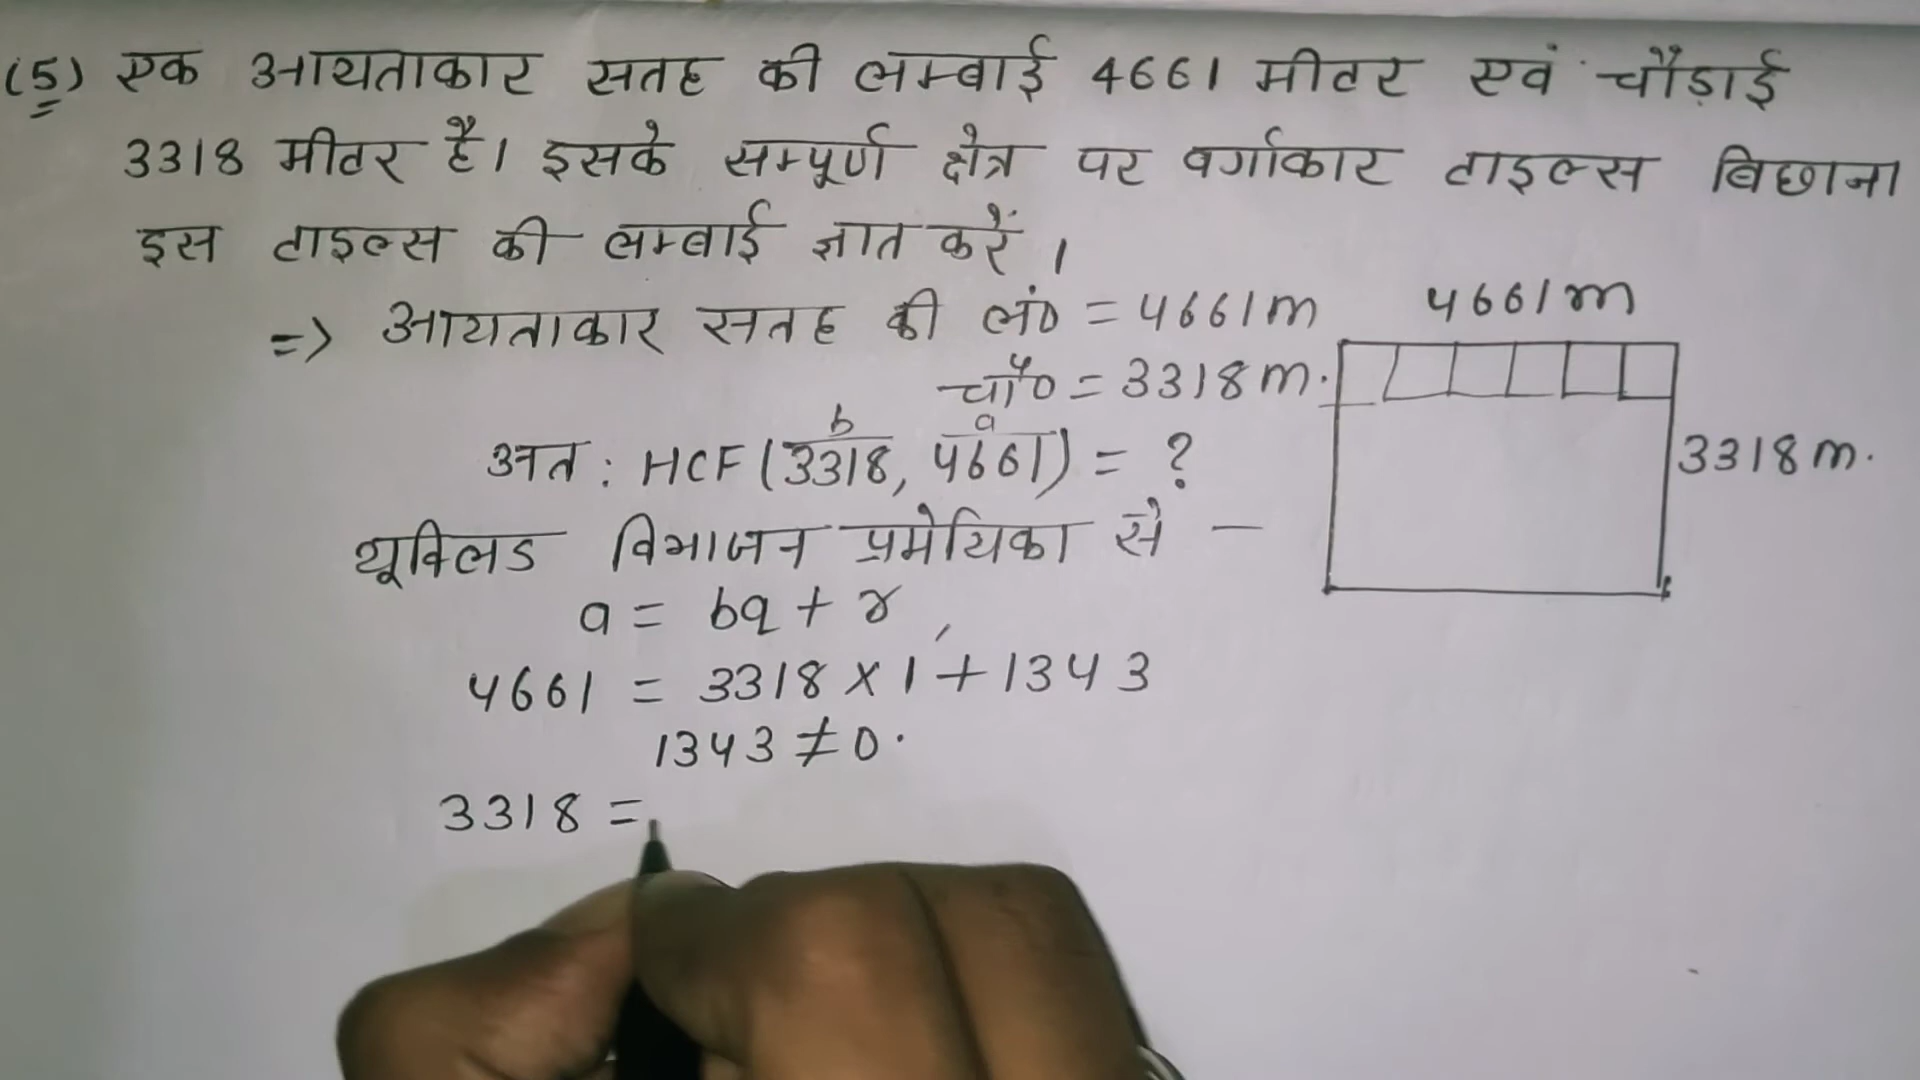 (5) एक आयताकार सतह की लम्बाई 4661 मीटर एवं चौड़ाई
3318 मीटर है। इसके सम्पूर्ण क्षेत्र पर वर्गाकार टाइल्स बिछाना
इस टाइल्स की लम्बाई ज्ञात करें।
=> आयताकार सतह की लं० = 4661m
चौ० = 3318m.
4661m
3318m.
b a
अत: HCF (3318, 4661) = ?
यूक्लिड विभाजन प्रमेयिका से —
a = bq + r,
4661 = 3318 × 1 + 1343
1343 ≠ 0.
3318 =